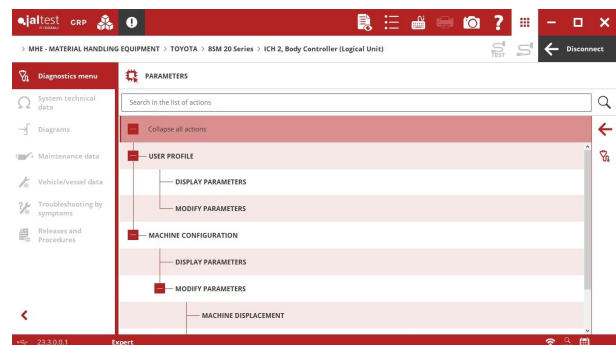 jaltest GRP
> MHE - MATERIAL HANDLING EQUIPMENT > TOYOTA > 8SM 20 Series > ICH 2, Body Controller (Logical Unit)
TEST
Disconnect
Diagnostics menu
System technical
data
Diagrams
Maintenance data
Vehicle/vessel data
Troubleshooting by
symptoms
Releases and
Procedures
PARAMETERS
Search in the list of actions
Collapse all actions
USER PROFILE
DISPLAY PARAMETERS
MODIFY PARAMETERS
MACHINE CONFIGURATION
DISPLAY PARAMETERS
MODIFY PARAMETERS
MACHINE DISPLACEMENT
23.3.0.0.1 Expert